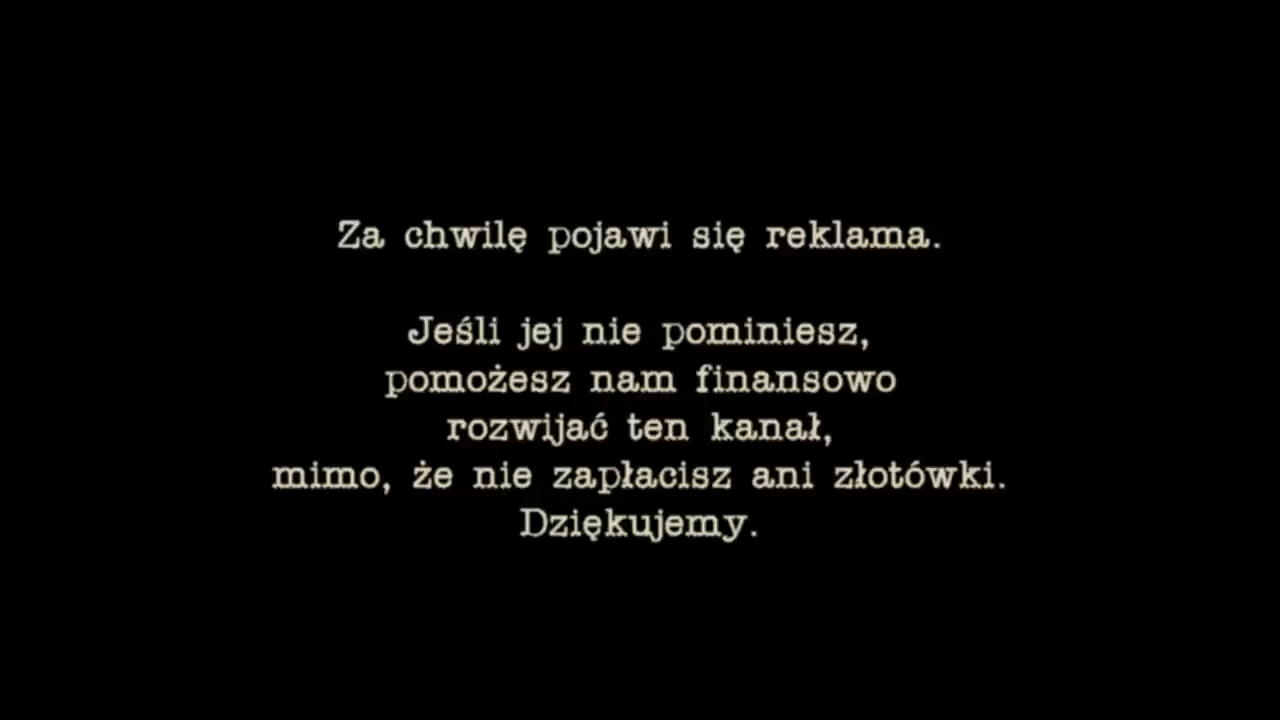 Za chwilę pojawi się reklama.
Jeśli jej nie pominiesz,
pomożesz nam finansowo
rozwijać ten kanał,
mimo, że nie zapłacisz ani złotówki.
Dziękujemy.